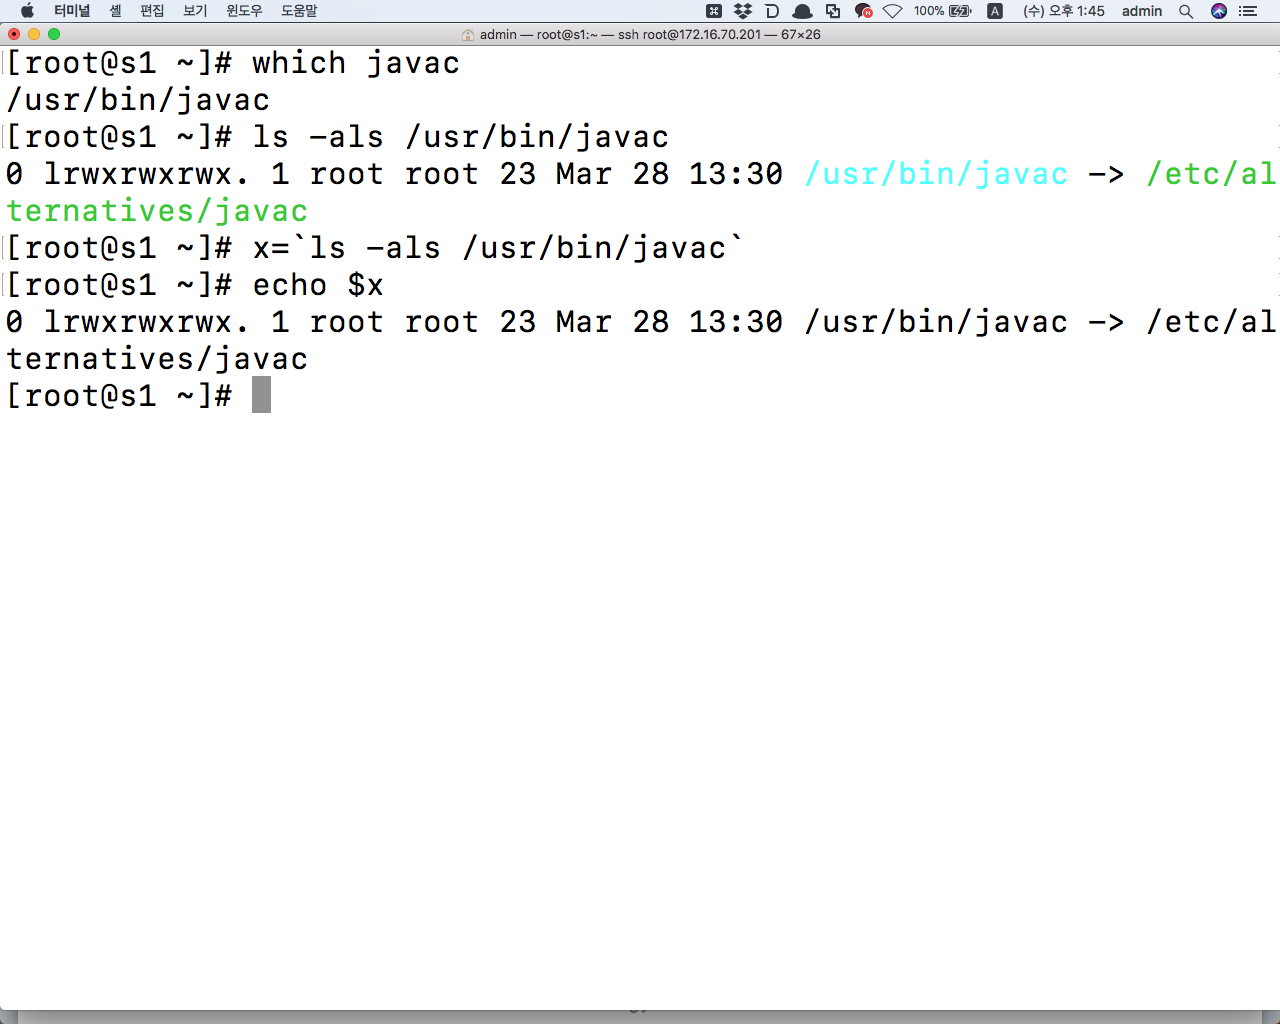 터미널 셸 편집 보기 윈도우 도움말 100% A (수) 오후 1:45 admin
admin — root@s1:~ — ssh root@172.16.70.201 — 67×26
[root@s1 ~]# which javac
/usr/bin/javac
[root@s1 ~]# ls -als /usr/bin/javac
0 lrwxrwxrwx. 1 root root 23 Mar 28 13:30 /usr/bin/javac -> /etc/al
ternatives/javac
[root@s1 ~]# x=`ls -als /usr/bin/javac`
[root@s1 ~]# echo $x
0 lrwxrwxrwx. 1 root root 23 Mar 28 13:30 /usr/bin/javac -> /etc/al
ternatives/javac
[root@s1 ~]#